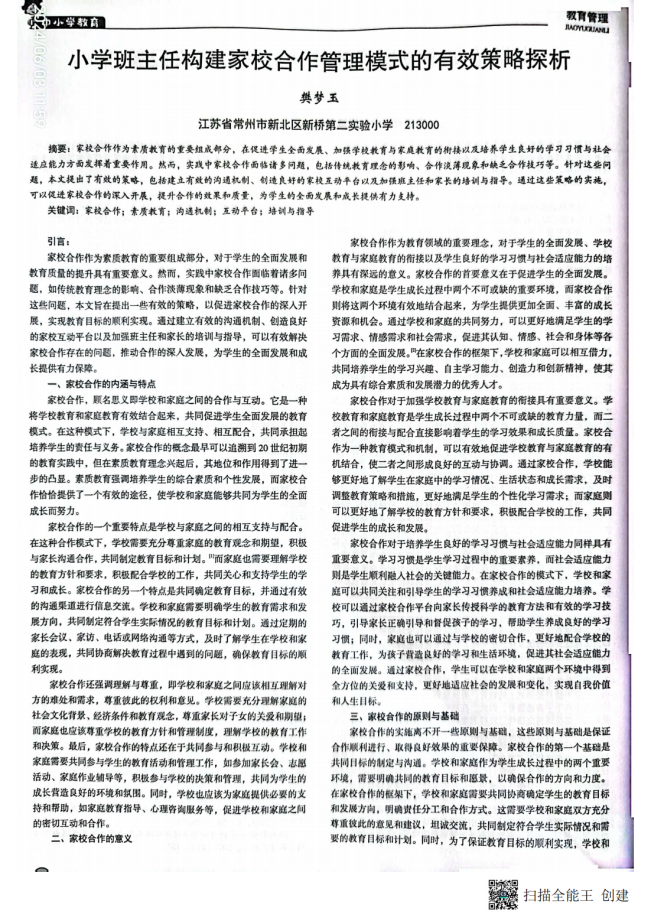 中小学教育
教育管理
JIAOYUGUANLI
小学班主任构建家校合作管理模式的有效策略探析
樊梦玉
江苏省常州市新北区新桥第二实验小学 213000
摘要：家校合作作为素质教育的重要组成部分，在促进学生全面发展、加强学校教育与家庭教育的衔接以及培养学生良好的学习习惯与社会
适应能力方面发挥着重要作用。然而，实践中家校合作面临诸多问题，包括传统教育理念的影响、合作淡薄现象和缺乏合作技巧等。针对这些问
题，本文提出了有效的策略，包括建立有效的沟通机制、创造良好的家校互动平台以及加强班主任和家长的培训与指导。通过这些策略的实施，
可以促进家校合作的深入开展，提升合作的效果和质量，为学生的全面发展和成长提供有力支持。
关键词：家校合作；素质教育；沟通机制；互动平台；培训与指导
引言：
家校合作作为素质教育的重要组成部分，对于学生的全面发展和
教育质量的提升具有重要意义。然而，实践中家校合作面临着诸多问
题，如传统教育理念的影响、合作淡薄现象和缺乏合作技巧等。针对
这些问题，本文旨在提出一些有效的策略，以促进家校合作的深入开
展，实现教育目标的顺利实现。通过建立有效的沟通机制、创造良好
的家校互动平台以及加强班主任和家长的培训与指导，可以有效解决
家校合作存在的问题，推动合作的深入发展，为学生的全面发展和成
长提供有力保障。
一、家校合作的内涵与特点
家校合作，顾名思义即学校和家庭之间的合作与互动。它是一种
将学校教育和家庭教育有效结合起来，共同促进学生全面发展的教育
模式。在这种模式下，学校与家庭相互支持、相互配合，共同承担起
培养学生的责任与义务。家校合作的概念最早可以追溯到 20 世纪初期
的教育实践中，但在素质教育理念兴起后，其地位和作用得到了进一
步的凸显。素质教育强调培养学生的综合素质和个性发展，而家校合
作恰恰提供了一个有效的途径，使学校和家庭能够共同为学生的全面
成长而努力。
家校合作的一个重要特点是学校与家庭之间的相互支持与配合。
在这种合作模式下，学校需要充分尊重家庭的教育观念和期望，积极
与家长沟通合作，共同制定教育目标和计划。[1]而家庭也需要理解学校
的教育方针和要求，积极配合学校的工作，共同关心和支持学生的学
习和成长。家校合作的另一个特点是共同确定教育目标，并通过有效
的沟通渠道进行信息交流。学校和家庭需要明确学生的教育需求和发
展方向，共同制定符合学生实际情况的教育目标和计划。通过定期的
家长会议、家访、电话或网络沟通等方式，及时了解学生在学校和家
庭的表现，共同协商解决教育过程中遇到的问题，确保教育目标的顺
利实现。
家校合作还强调理解与尊重，即学校和家庭之间应该相互理解对
方的难处和需求，尊重彼此的权利和意见。学校需要充分理解家庭的
社会文化背景、经济条件和教育观念，尊重家长对子女的关爱和期望；
而家庭也应该尊重学校的教育方针和管理制度，理解学校的教育工作
和决策。最后，家校合作的特点还在于共同参与和积极互动。学校和
家庭需要共同参与学生的教育活动和管理工作，如参加家长会、志愿
活动、家庭作业辅导等，积极参与学校的决策和管理，共同为学生的
成长营造良好的环境和氛围。同时，学校也应该为家庭提供必要的支
持和帮助，如家庭教育指导、心理咨询服务等，促进学校和家庭之间
的密切互动和合作。
二、家校合作的意义
家校合作作为教育领域的重要理念，对于学生的全面发展、学校
教育与家庭教育的衔接以及学生良好的学习习惯与社会适应能力的培
养具有深远的意义。家校合作的首要意义在于促进学生的全面发展。
学校和家庭是学生成长过程中两个不可或缺的重要环境，而家校合作
则将这两个环境有效地结合起来，为学生提供更加全面、丰富的成长
资源和机会。通过学校和家庭的共同努力，可以更好地满足学生的学
习需求、情感需求和社会需求，促进其认知、情感、社会和身体等各
个方面的全面发展。[2]在家校合作的框架下，学校和家庭可以相互借力，
共同培养学生的学习兴趣、自主学习能力、创造力和创新精神，使其
成为具有综合素质和发展潜力的优秀人才。
家校合作对于加强学校教育与家庭教育的衔接具有重要意义。学
校教育和家庭教育是学生成长过程中两个不可或缺的教育力量，而二
者之间的衔接与配合直接影响着学生的学习效果和成长质量。家校合
作为一种教育模式和机制，可以有效地促进学校教育与家庭教育的有
机结合，使二者之间形成良好的互动与协调。通过家校合作，学校能
够更好地了解学生在家庭中的学习情况、生活状态和成长需求，及时
调整教育策略和措施，更好地满足学生的个性化学习需求；而家庭则
可以更好地了解学校的教育方针和要求，积极配合学校的工作，共同
促进学生的成长和发展。
家校合作对于培养学生良好的学习习惯与社会适应能力同样具有
重要意义。学习习惯是学生学习过程中的重要素养，而社会适应能力
则是学生顺利融入社会的关键能力。在家校合作的模式下，学校和家
庭可以共同关注和引导学生的学习习惯养成和社会适应能力培养。学
校可以通过家校合作平台向家长传授科学的教育方法和有效的学习技
巧，引导家长正确引导和督促孩子的学习，帮助学生养成良好的学习
习惯；同时，家庭也可以通过与学校的密切合作，更好地配合学校的
教育工作，为孩子营造良好的学习和生活环境，促进其社会适应能力
的全面发展。通过家校合作，学生可以在学校和家庭两个环境中得到
全方位的关爱和支持，更好地适应社会的发展和变化，实现自我价值
和人生目标。
三、家校合作的原则与基础
家校合作的实施离不开一些原则与基础，这些原则与基础是保证
合作顺利进行、取得良好效果的重要保障。家校合作的第一个基础是
共同目标的制定与沟通。学校和家庭作为学生成长过程中的两个重要
环境，需要明确共同的教育目标和愿景，以确保合作的方向和力度。
在家校合作的框架下，学校和家庭需要共同协商确定学生的教育目标
和发展方向，明确责任分工和合作方式。这需要学校和家庭双方充分
尊重彼此的意见和建议，坦诚交流，共同制定符合学生实际情况和需
要的教育目标和计划。同时，为了保证教育目标的顺利实现，学校和
扫描全能王 创建